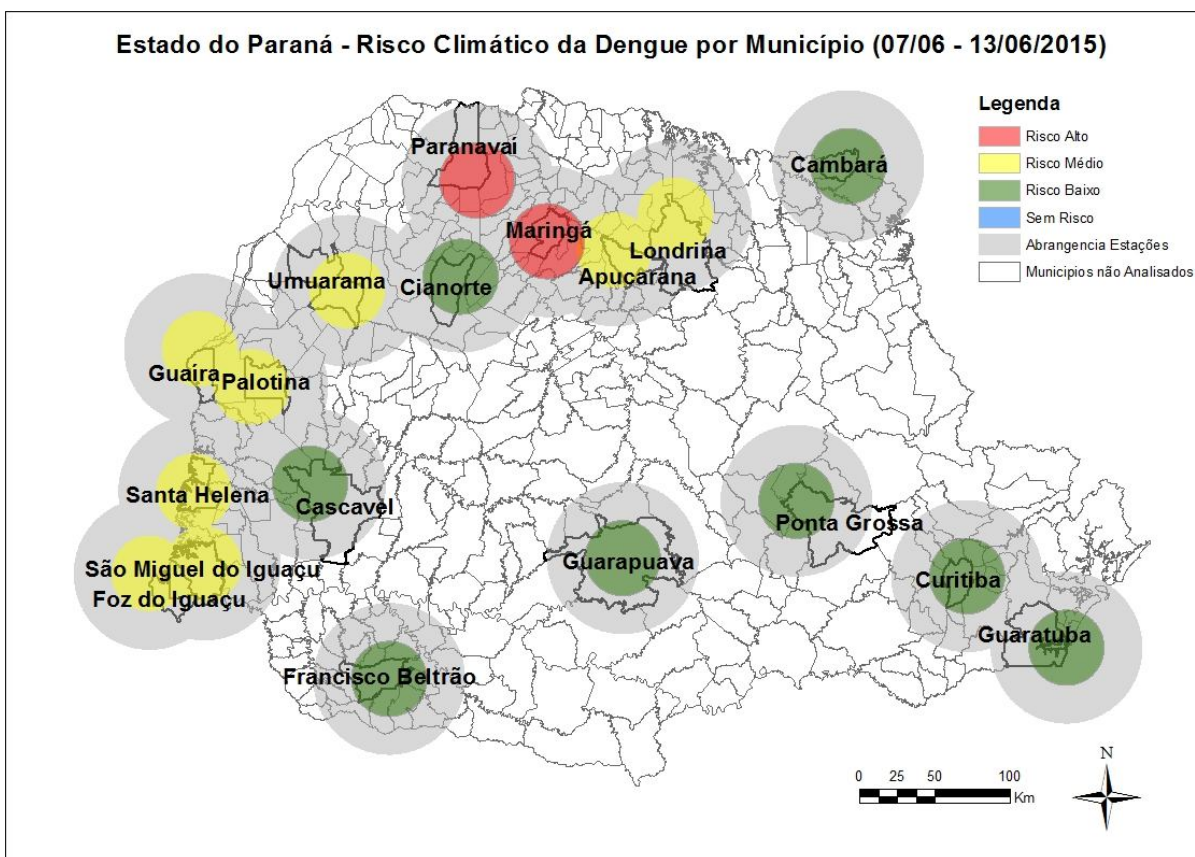 Estado do Paraná - Risco Climático da Dengue por Município (07/06 - 13/06/2015)
Legenda
Risco Alto
Risco Médio
Risco Baixo
Sem Risco
Abrangencia Estações
Municipios não Analisados
Paranavaí
Cambará
Maringá
Londrina
Apucarana
Umuarama
Cianorte
Guaíra
Palotina
Santa Helena
Cascavel
Ponta Grossa
Guarapuava
São Miguel do Iguaçu
Foz do Iguaçu
Curitiba
Guaratuba
Francisco Beltrão
N
0 25 50 100
Km